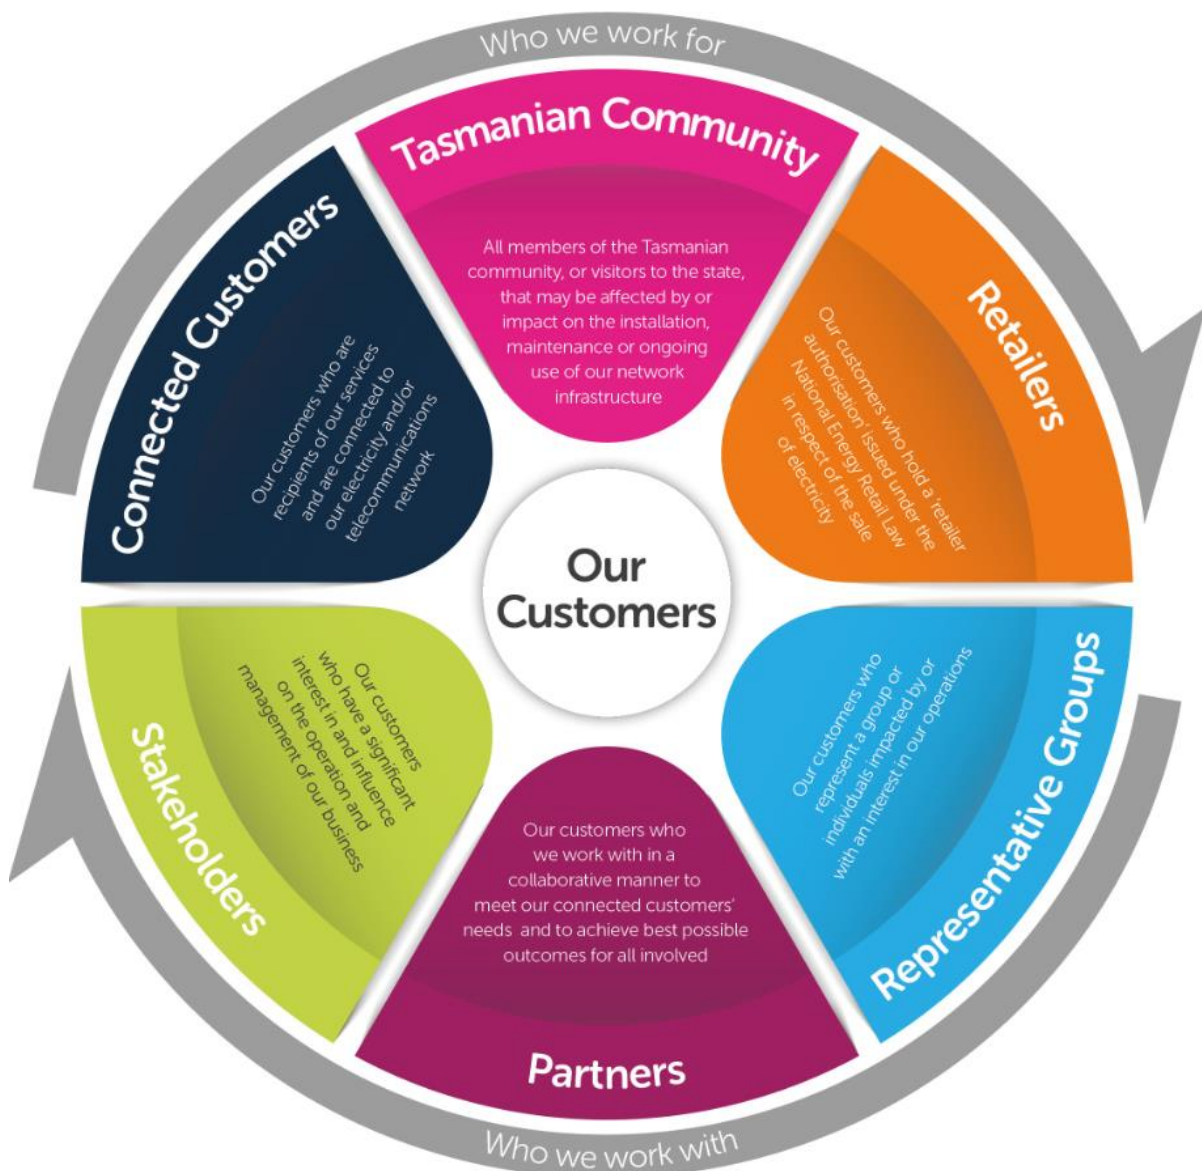 Who we work for
Tasmanian Community
All members of the Tasmanian
community, or visitors to the state,
that may be affected by or
impact on the installation,
maintenance or ongoing
use of our network
infrastructure
Retailers
Our customers who hold a 'retailer
authorisation' issued under the
National Energy Retail Law
in respect of the sale
of electricity
Representative Groups
Our customers who
represent a group or
individuals impacted by or
with an interest in our operations
Partners
Our customers who
we work with in a
collaborative manner to
meet our connected customers'
needs and to achieve best possible
outcomes for all involved
Stakeholders
Our customers
who have a significant
interest in and influence
on the operation and
management of our business
Connected Customers
Our customers who are
recipients of our services
and are connected to
our electricity and/or
telecommunications
network
Our
Customers
Who we work with